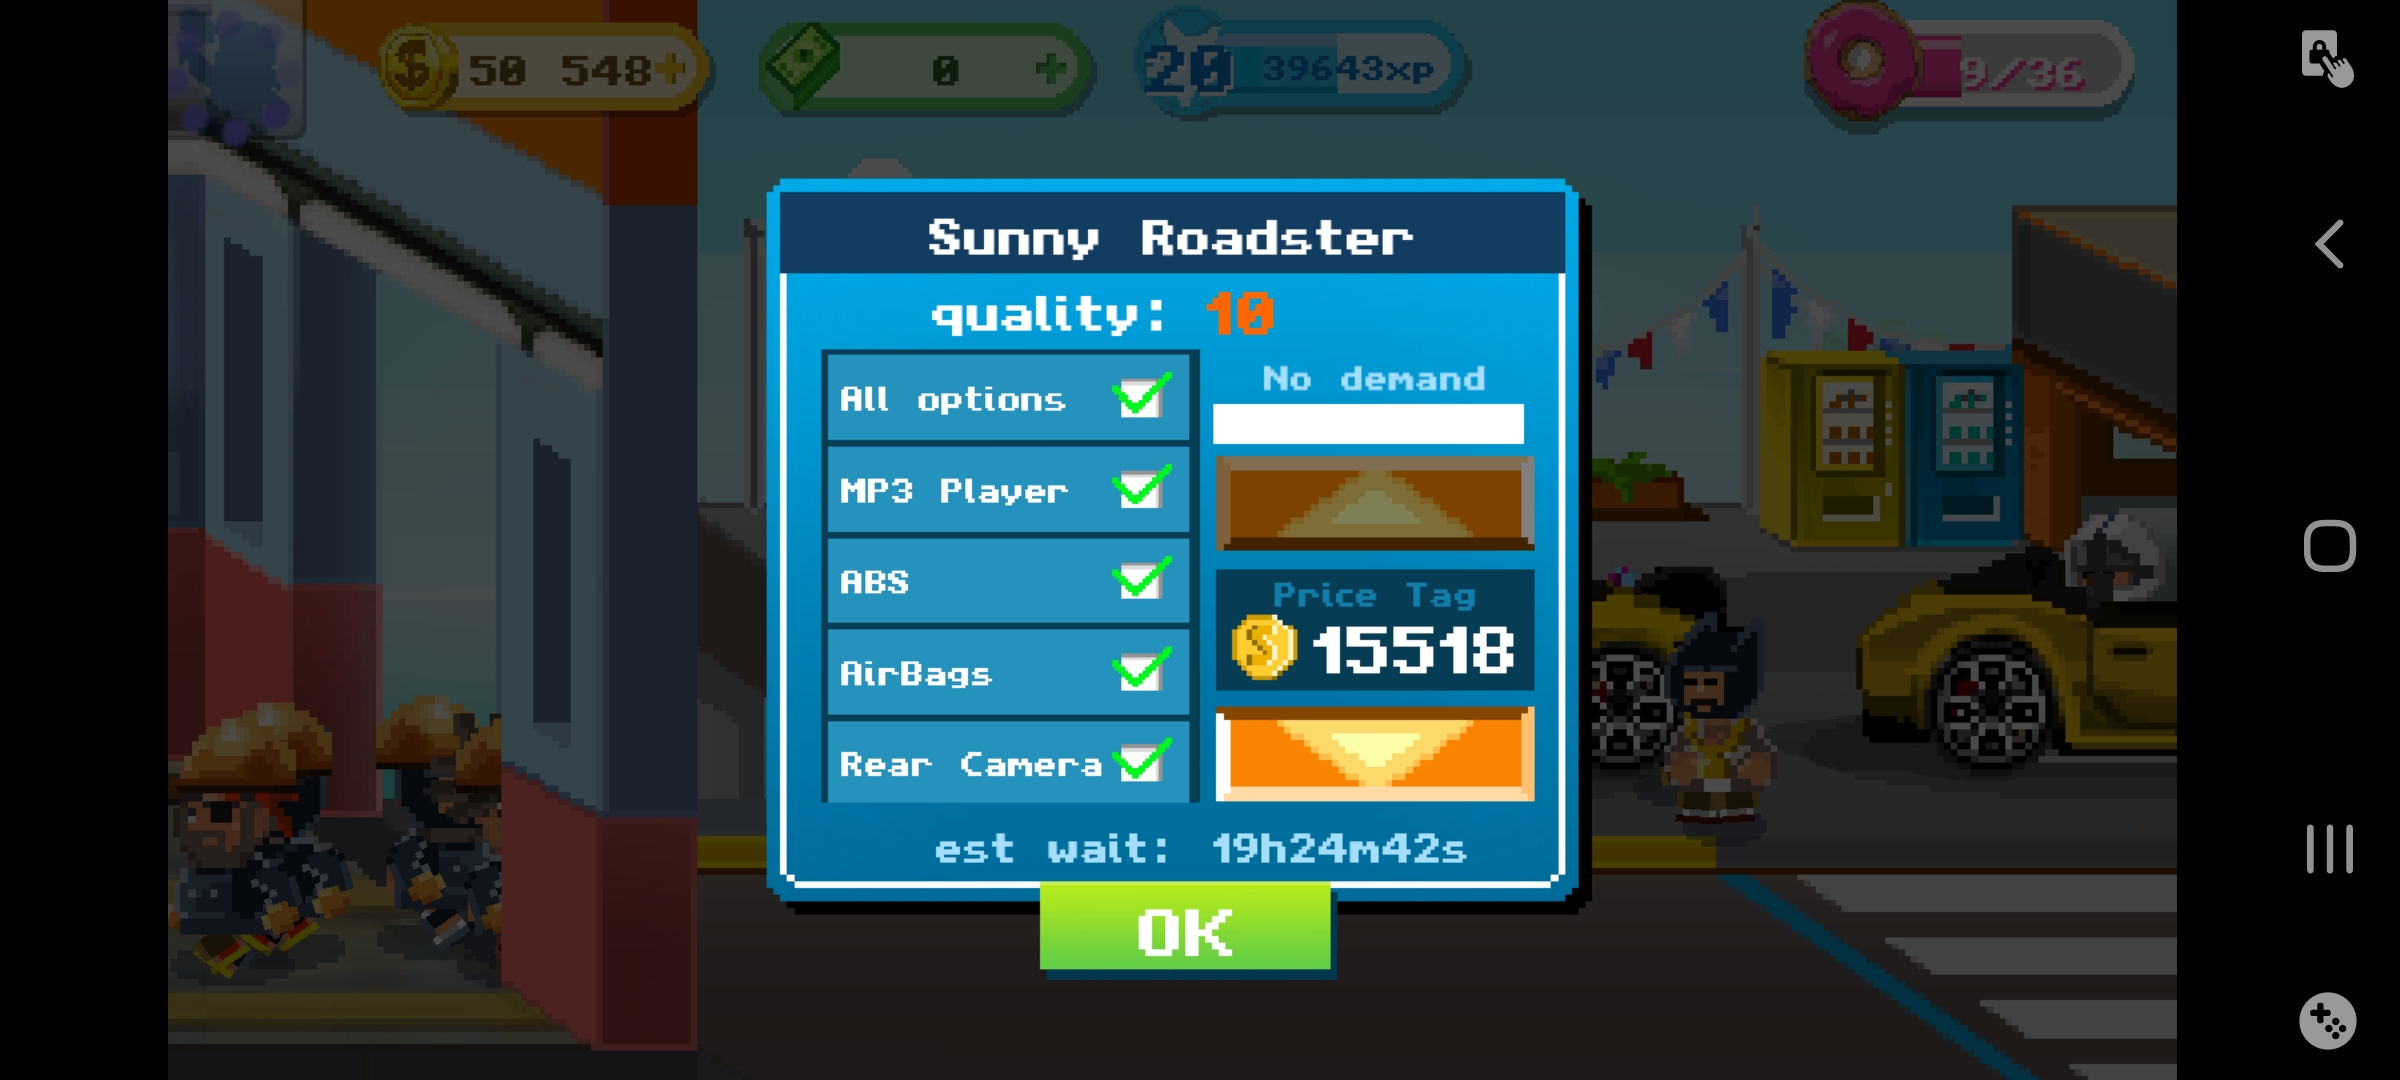 50 548
0
20 39643xp
9/36
Sunny Roadster
quality: 10
All options
MP3 Player
ABS
AirBags
Rear Camera
No demand
Price Tag
15518
est wait: 19h24m42s
OK